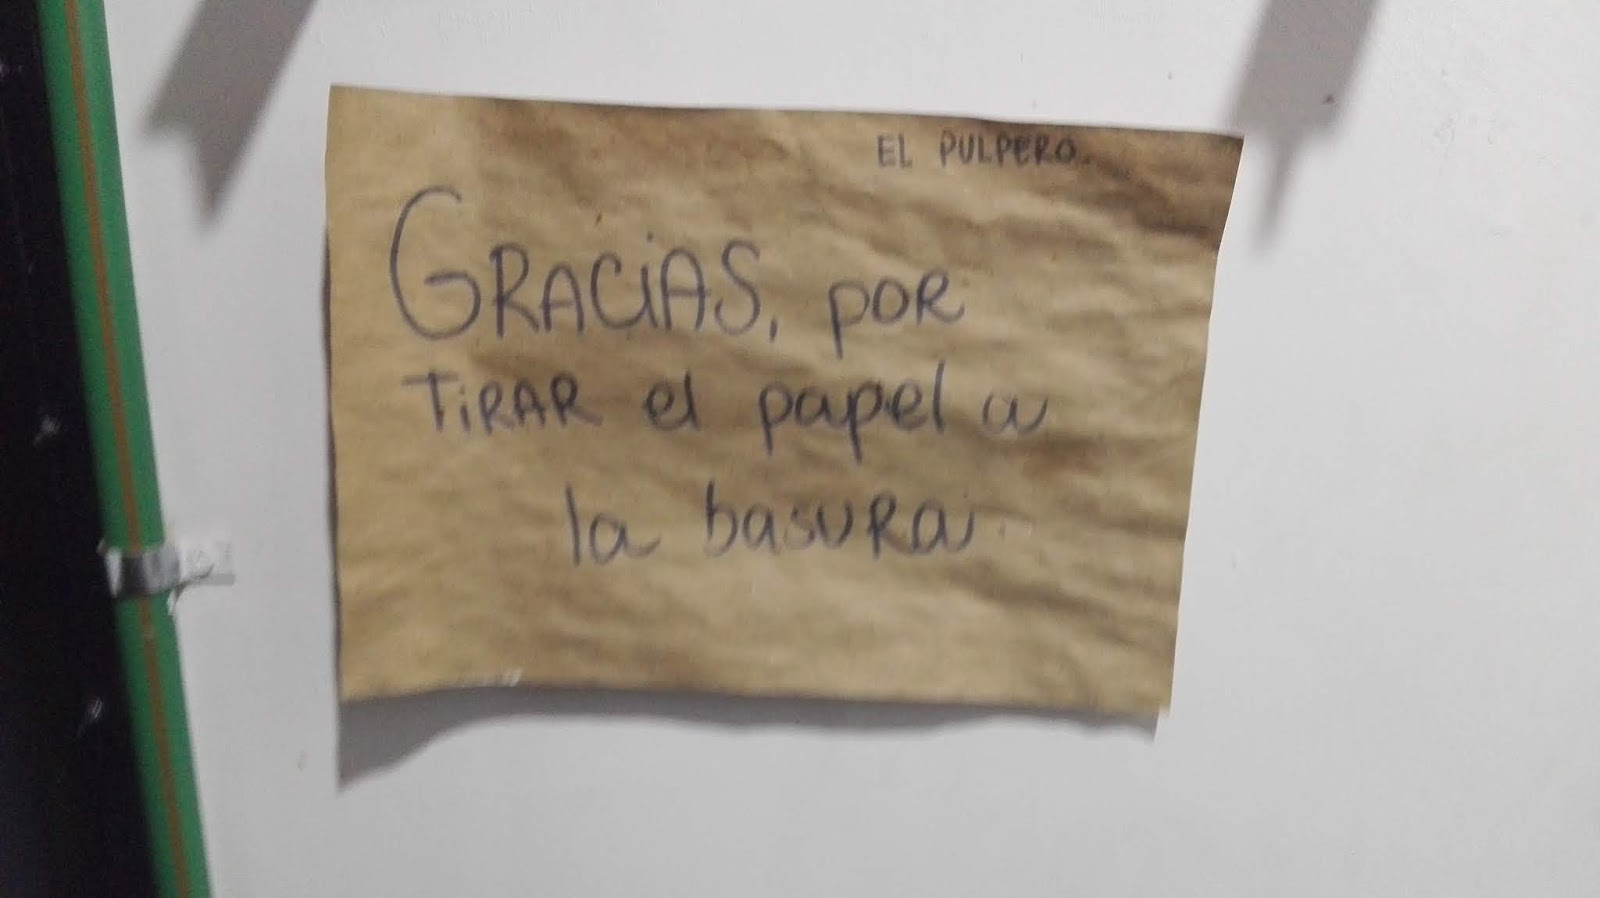 EL PULPERO.
GRACiAS, por
TiRAR el papel a
la basuRa